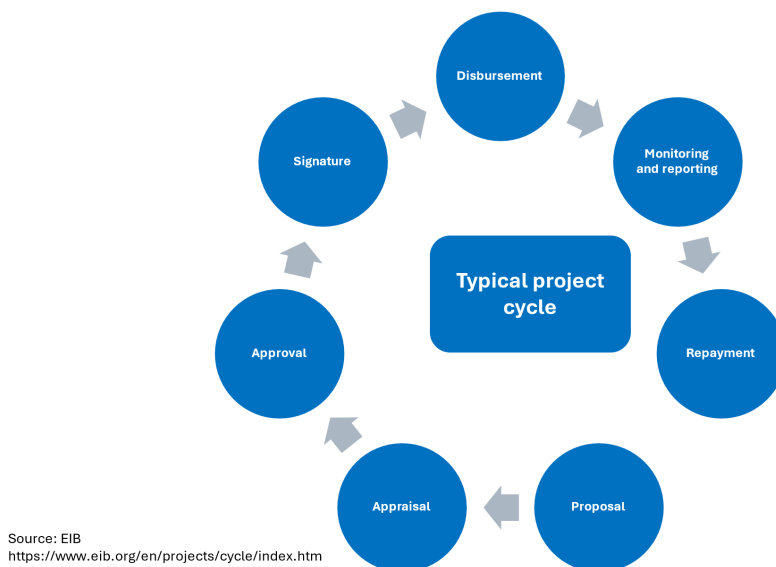 Disbursement
Signature
Monitoring
and reporting
Typical project
cycle
Approval
Repayment
Appraisal
Proposal
Source: EIB
https://www.eib.org/en/projects/cycle/index.htm